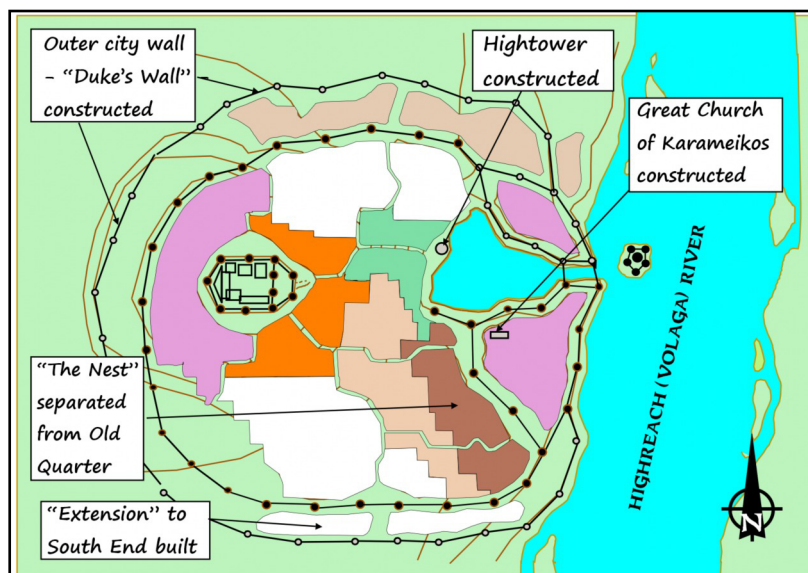 Outer city wall
- "Duke's Wall"
constructed
Hightower
constructed
Great Church
of Karameikos
constructed
"The Nest"
separated
from Old
Quarter
"Extension" to
South End built
HIGHREACH (VOLAGA) RIVER
N